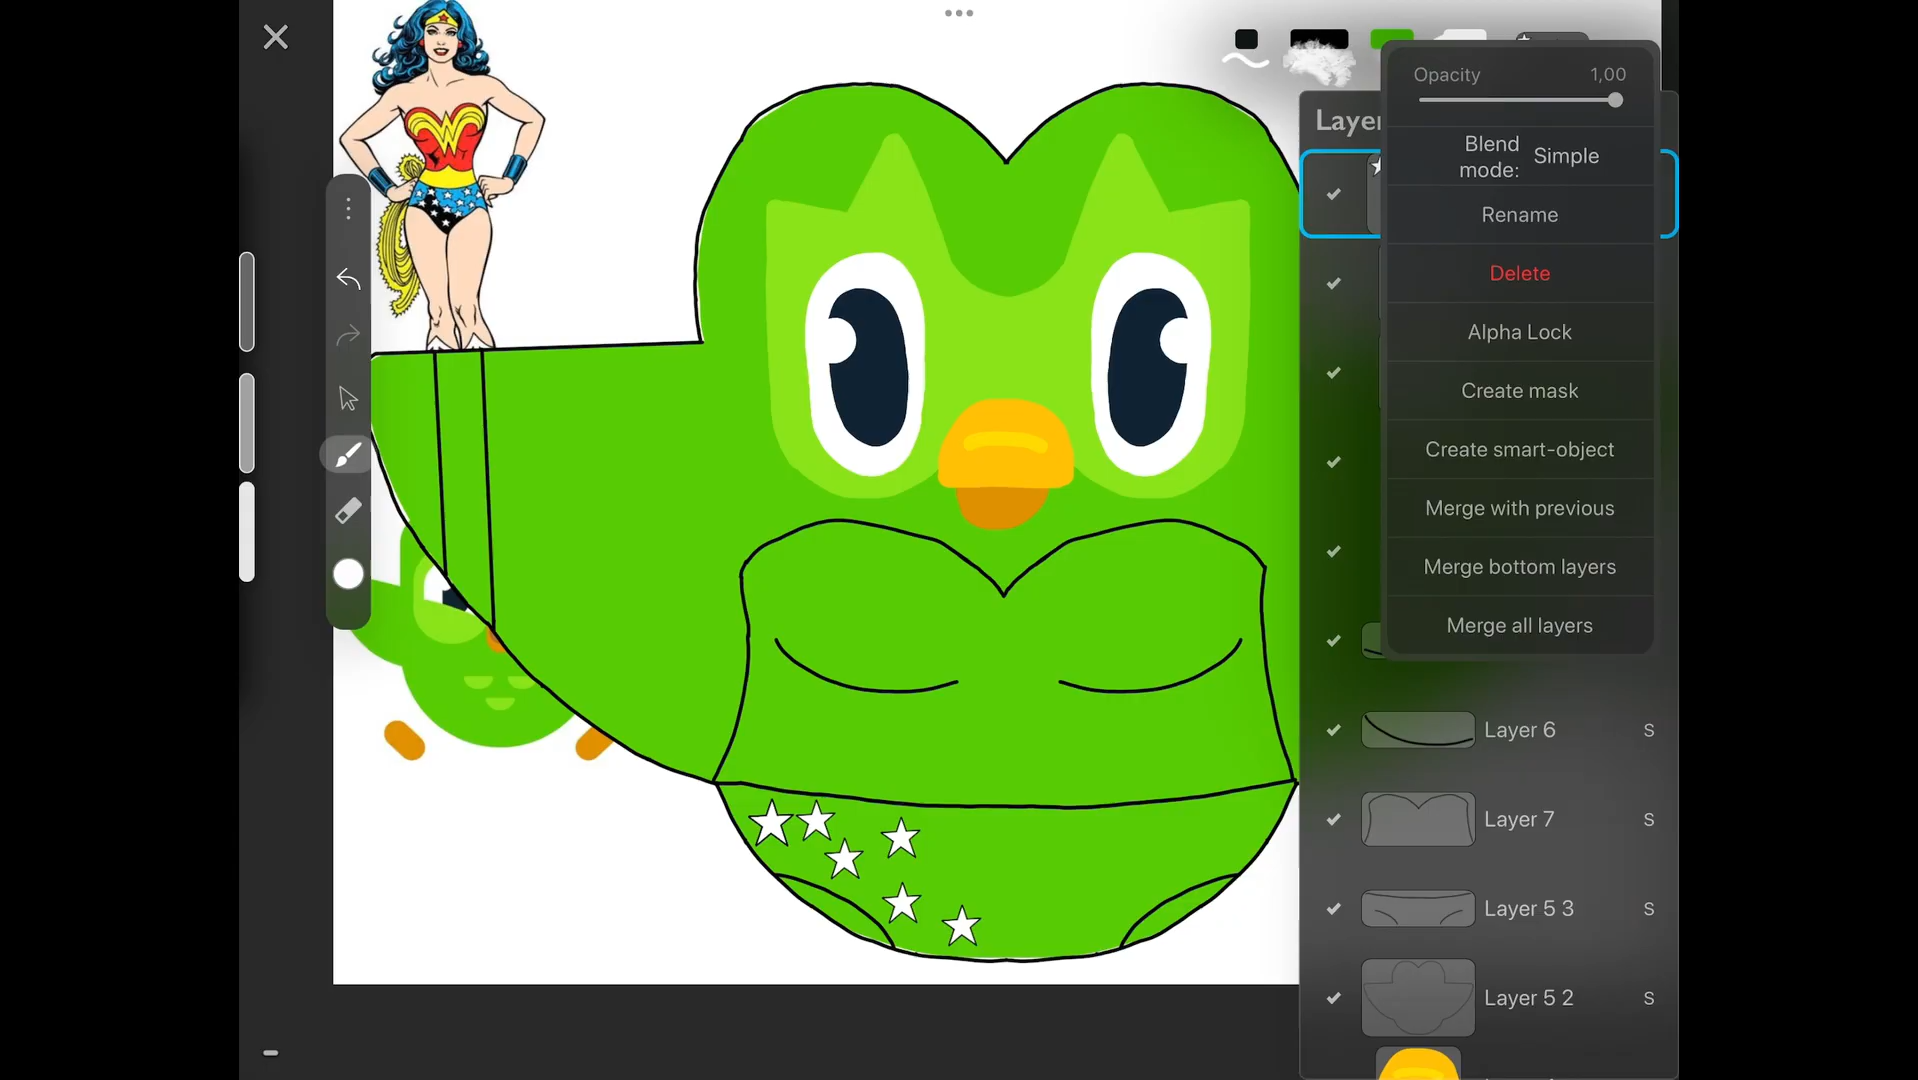 Opacity 1,00
Layer
Blend mode: Simple
Rename
Delete
Alpha Lock
Create mask
Create smart-object
Merge with previous
Merge bottom layers
Merge all layers
Layer 6 S
Layer 7 S
Layer 5 3 S
Layer 5 2 S